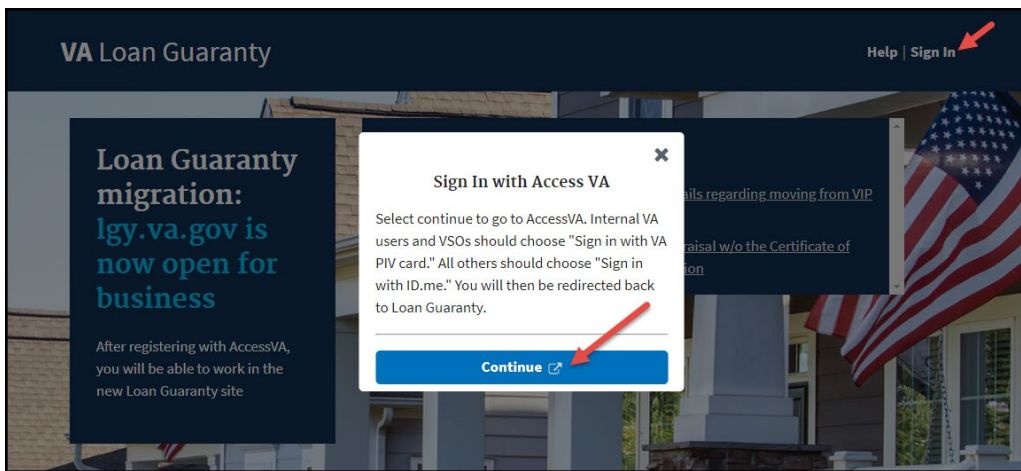 VA Loan Guaranty
Help | Sign In
Loan Guaranty
migration:
lgy.va.gov is
now open for
business
After registering with AccessVA,
you will be able to work in the
new Loan Guaranty site
Sign In with Access VA
Select continue to go to AccessVA. Internal VA
users and VSOs should choose "Sign in with VA
PIV card." All others should choose "Sign in
with ID.me." You will then be redirected back
to Loan Guaranty.
Continue
regarding moving from VIP
w/o the Certificate of